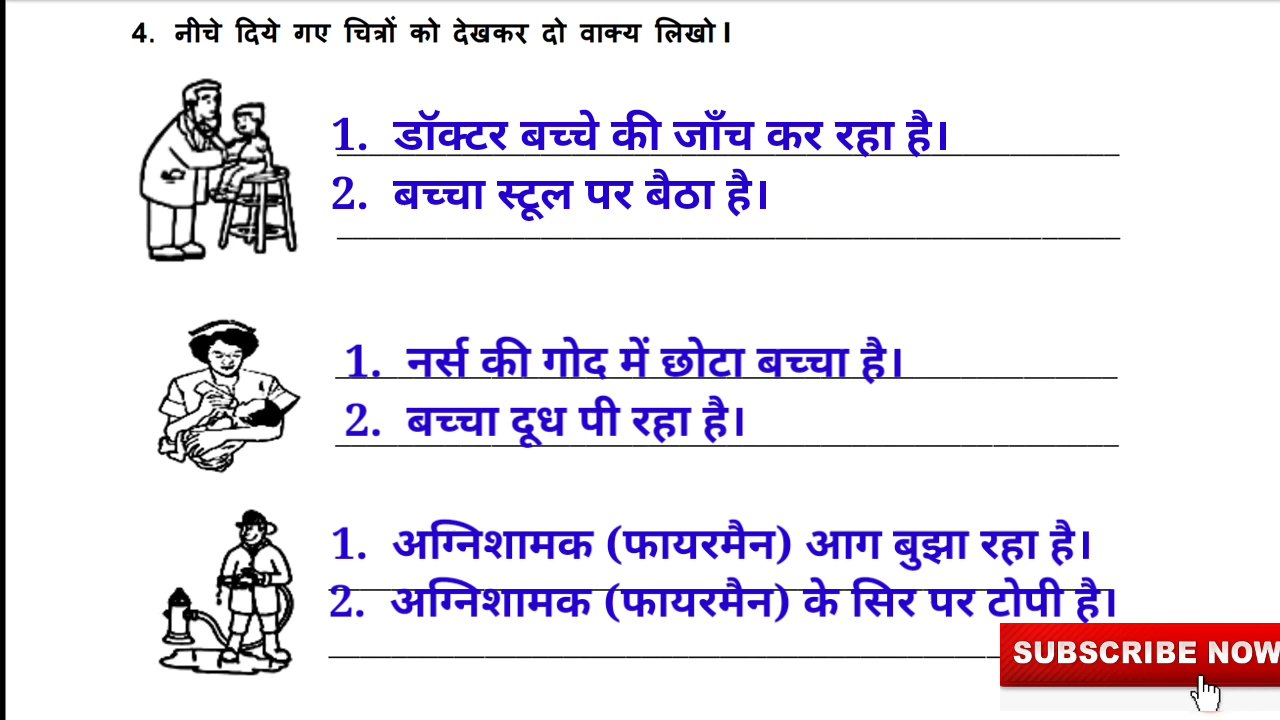 4. नीचे दिये गए चित्रों को देखकर दो वाक्य लिखो।
1. डॉक्टर बच्चे की जाँच कर रहा है।
2. बच्चा स्टूल पर बैठा है।
1. नर्स की गोद में छोटा बच्चा है।
2. बच्चा दूध पी रहा है।
1. अग्निशामक (फायरमैन) आग बुझा रहा है।
2. अग्निशामक (फायरमैन) के सिर पर टोपी है।
SUBSCRIBE NOW